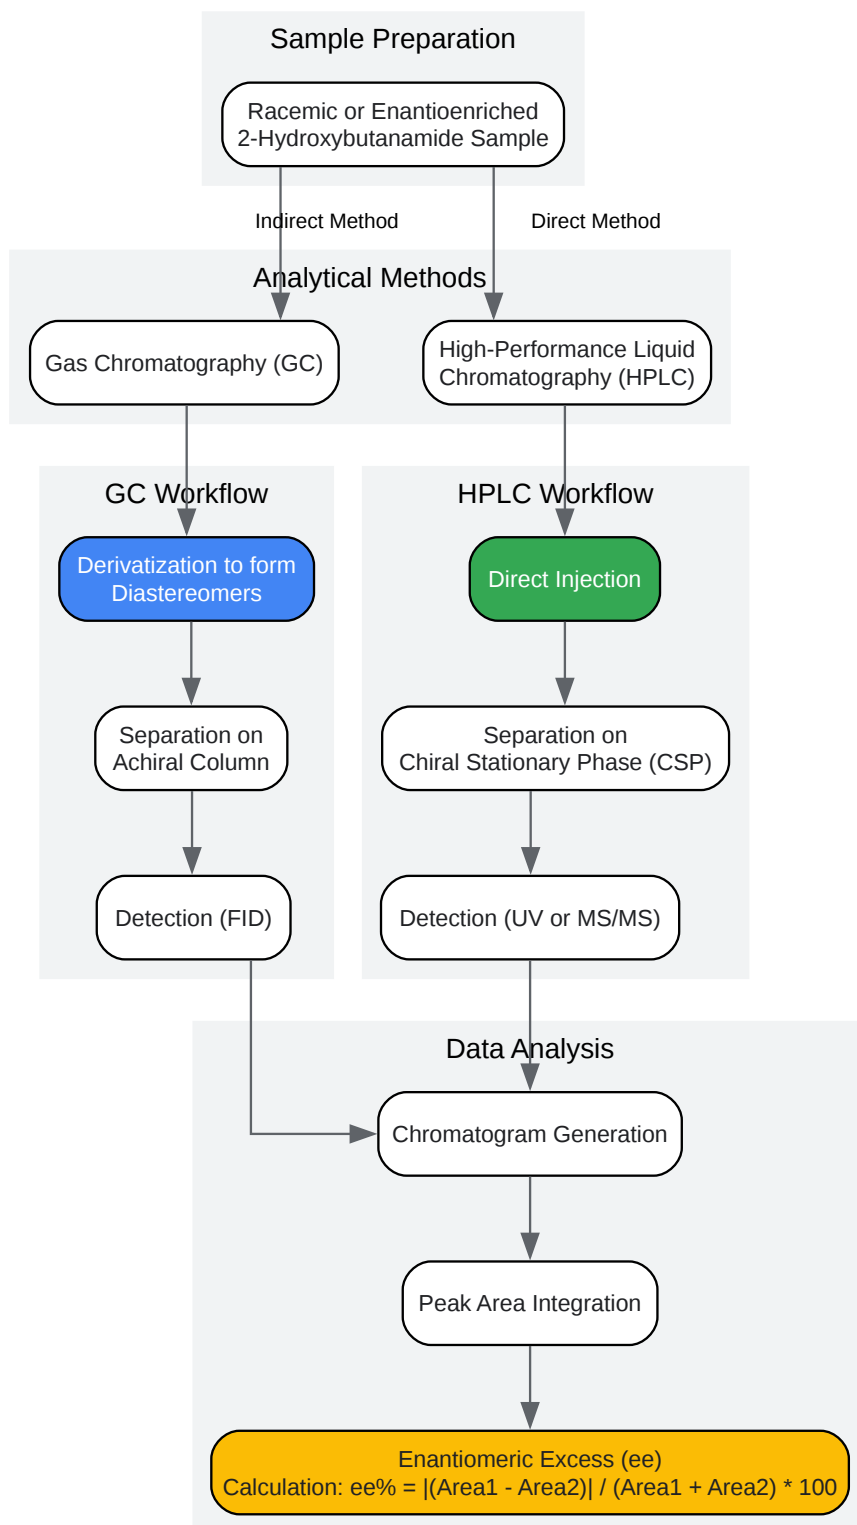 Sample Preparation
Racemic or Enantioenriched
2-Hydroxybutanamide Sample
Indirect Method
Direct Method
Analytical Methods
Gas Chromatography (GC)
High-Performance Liquid
Chromatography (HPLC)
GC Workflow
HPLC Workflow
Derivatization to form
Diastereomers
Direct Injection
Separation on
Achiral Column
Separation on
Chiral Stationary Phase (CSP)
Detection (FID)
Detection (UV or MS/MS)
Data Analysis
Chromatogram Generation
Peak Area Integration
Enantiomeric Excess (ee)
Calculation: ee% = |(Area1 - Area2)| / (Area1 + Area2) * 100